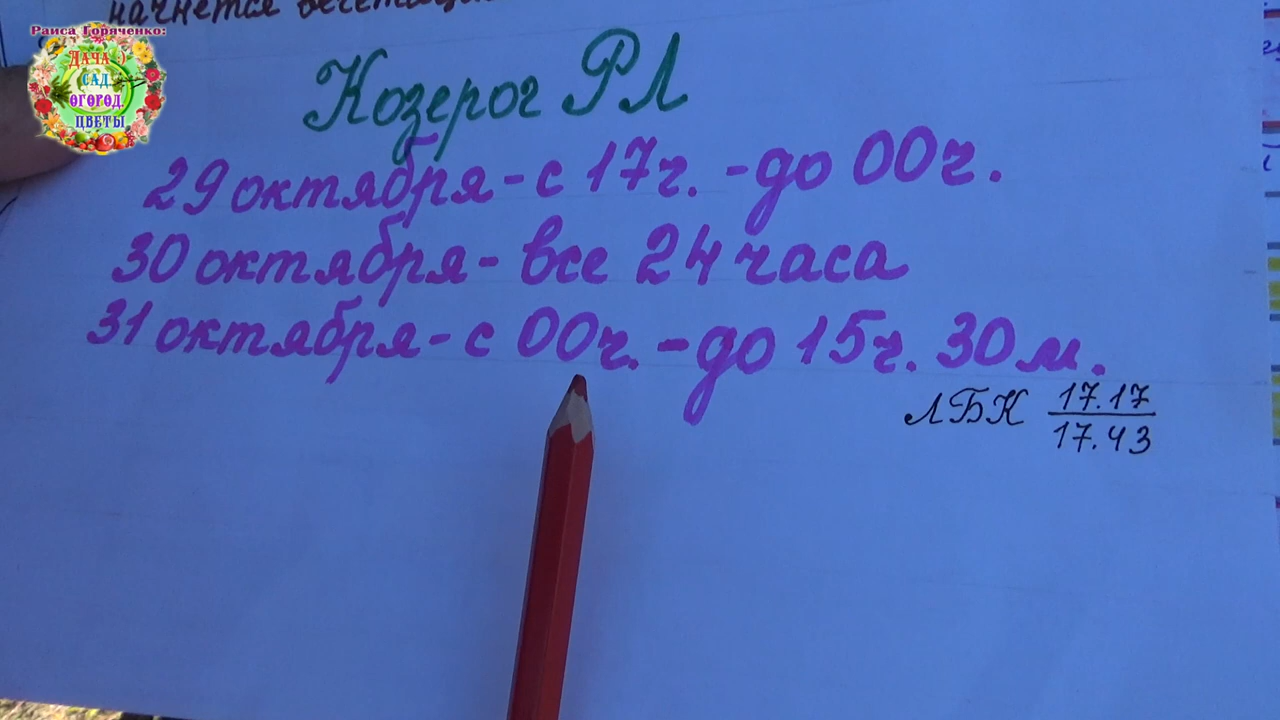 начнется
Раиса Горяченко:
Дача :)
сад,
огород,
цветы
Козерог РЛ
29 октября - с 17ч. - до 00ч.
30 октября - все 24 часа
31 октября - с 00ч. - до 15ч. 30м.
ЛБК 17.17
17.43